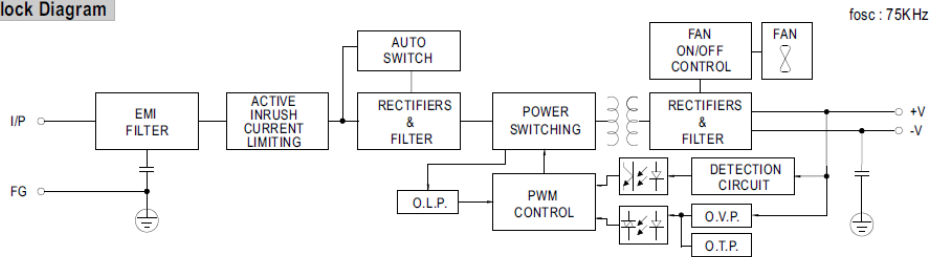 lock Diagram
fosc : 75KHz
AUTO
SWITCH
FAN
ON/OFF
CONTROL
FAN
I/P
EMI
FILTER
ACTIVE
INRUSH
CURRENT
LIMITING
RECTIFIERS
&
FILTER
POWER
SWITCHING
RECTIFIERS
&
FILTER
+V
-V
FG
O.L.P.
PWM
CONTROL
DETECTION
CIRCUIT
O.V.P.
O.T.P.